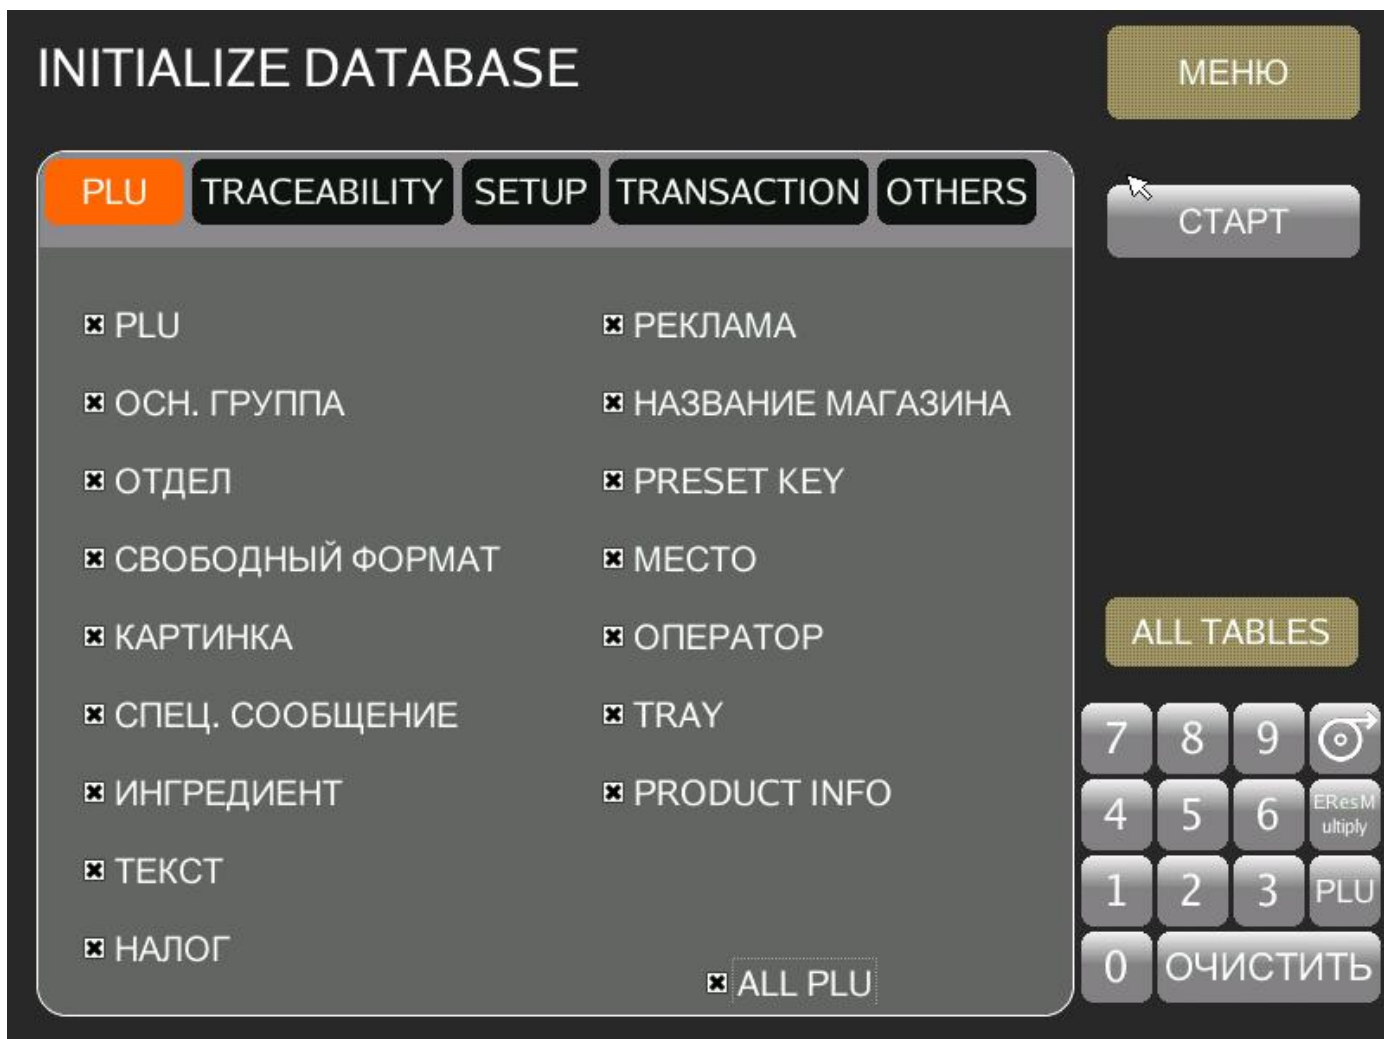 INITIALIZE DATABASE
МЕНЮ
PLU TRACEABILITY SETUP TRANSACTION OTHERS
СТАРТ
PLU
ОСН. ГРУППА
ОТДЕЛ
СВОБОДНЫЙ ФОРМАТ
КАРТИНКА
СПЕЦ. СООБЩЕНИЕ
ИНГРЕДИЕНТ
ТЕКСТ
НАЛОГ
РЕКЛАМА
НАЗВАНИЕ МАГАЗИНА
PRESET KEY
МЕСТО
ОПЕРАТОР
TRAY
PRODUCT INFO
ALL PLU
ALL TABLES
7 8 9
4 5 6 EResM
ultiply
1 2 3 PLU
0 ОЧИСТИТЬ